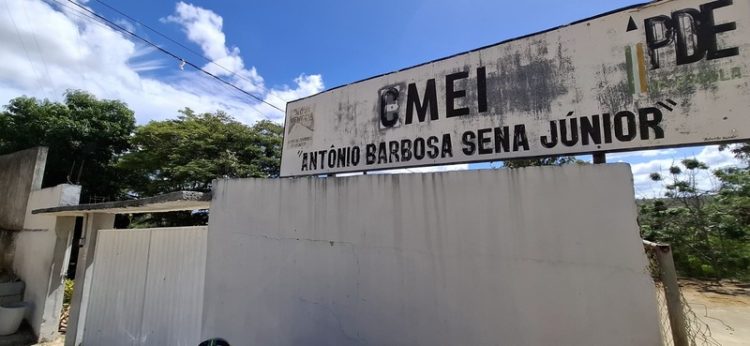 CMEI
PDE
"ANTÔNIO BARBOSA SENA JÚNIOR"